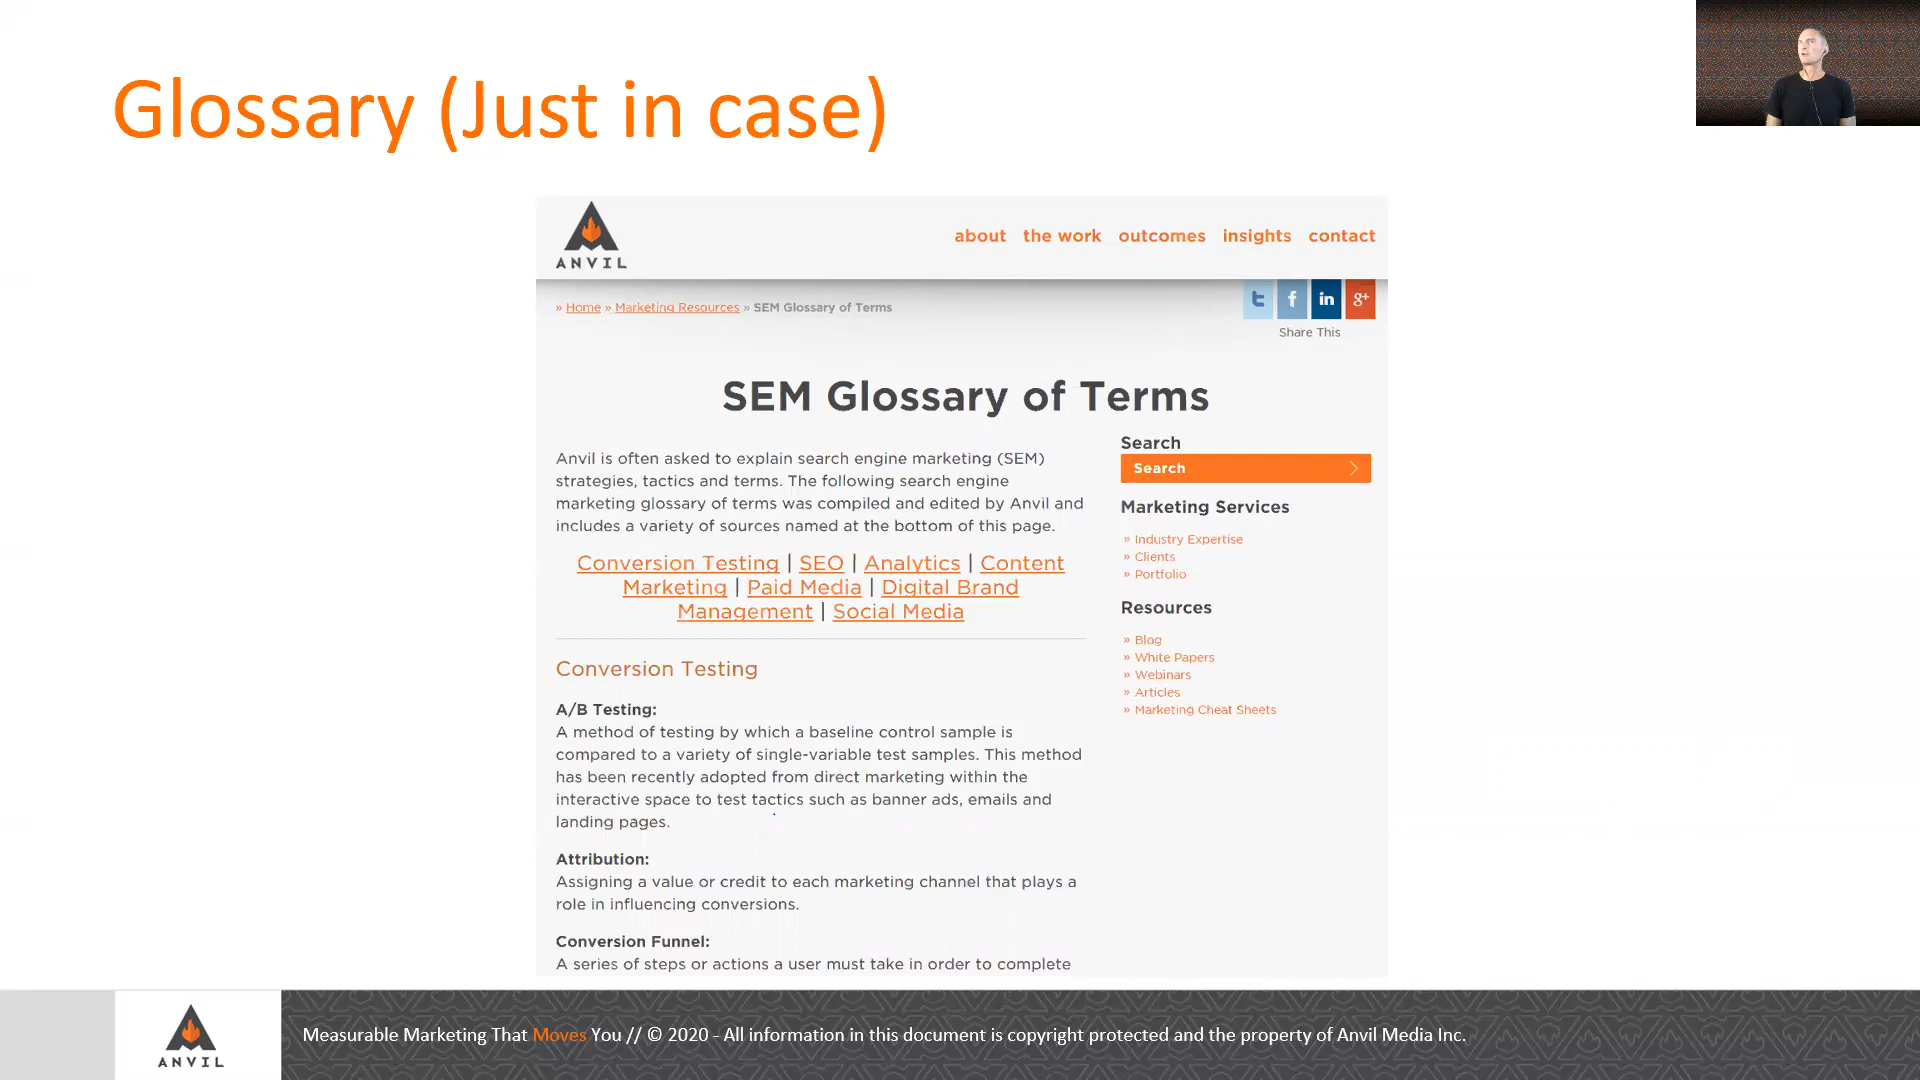 Glossary (Just in case)
ANVIL
about the work outcomes insights contact
» Home » Marketing Resources » SEM Glossary of Terms
t f in g+
Share This
SEM Glossary of Terms
Anvil is often asked to explain search engine marketing (SEM)
strategies, tactics and terms. The following search engine
marketing glossary of terms was compiled and edited by Anvil and
includes a variety of sources named at the bottom of this page.
Conversion Testing | SEO | Analytics | Content
Marketing | Paid Media | Digital Brand
Management | Social Media
Conversion Testing
A/B Testing:
A method of testing by which a baseline control sample is
compared to a variety of single-variable test samples. This method
has been recently adopted from direct marketing within the
interactive space to test tactics such as banner ads, emails and
landing pages.
Attribution:
Assigning a value or credit to each marketing channel that plays a
role in influencing conversions.
Conversion Funnel:
A series of steps or actions a user must take in order to complete
Search
Search
Marketing Services
» Industry Expertise
» Clients
» Portfolio
Resources
» Blog
» White Papers
» Webinars
» Articles
» Marketing Cheat Sheets
ANVIL
Measurable Marketing That Moves You // © 2020 - All information in this document is copyright protected and the property of Anvil Media Inc.